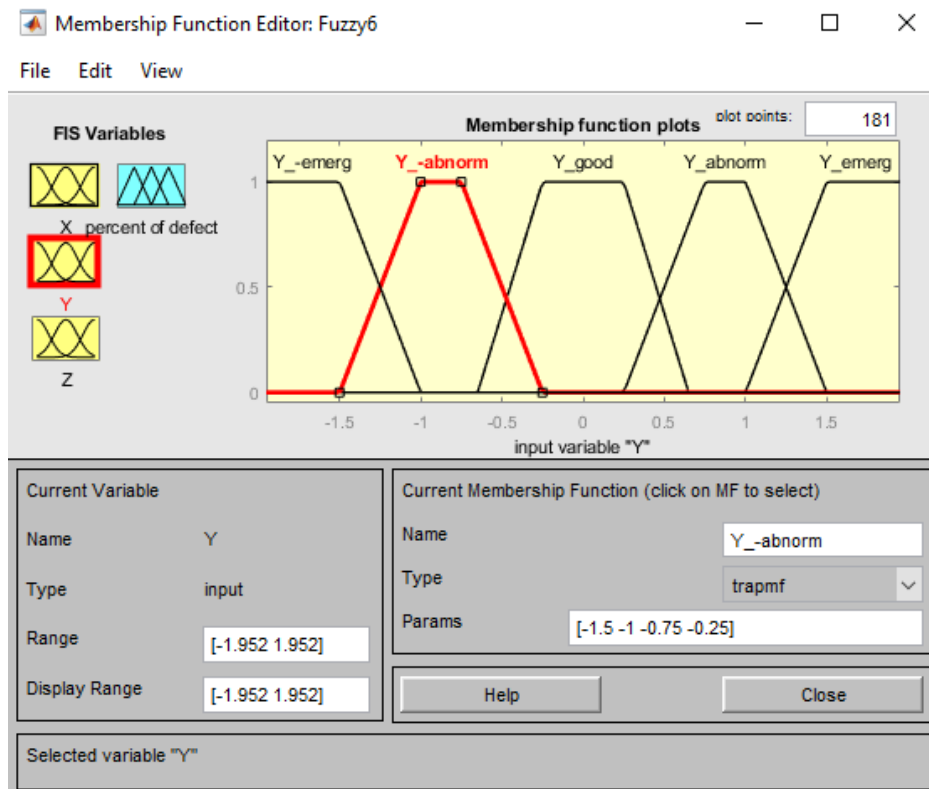 Membership Function Editor: Fuzzy6
File Edit View
FIS Variables
X percent of defect
Y
Z
Membership function plots
plot points: 181
Y_-emerg Y_-abnorm Y_good Y_abnorm Y_emerg
1
0.5
0
-1.5 -1 -0.5 0 0.5 1 1.5
input variable "Y"
Current Variable
Name Y
Type input
Range [-1.952 1.952]
Display Range [-1.952 1.952]
Current Membership Function (click on MF to select)
Name Y_-abnorm
Type trapmf
Params [-1.5 -1 -0.75 -0.25]
Help Close
Selected variable "Y"